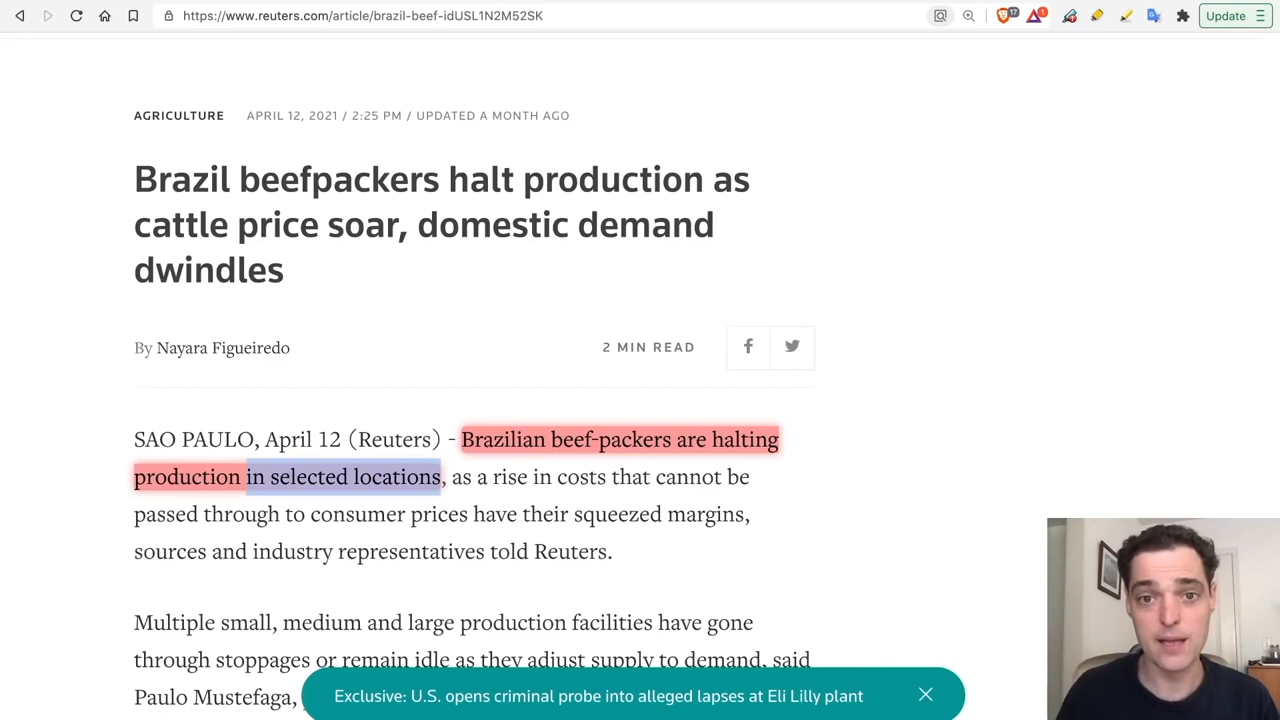 https://www.reuters.com/article/brazil-beef-idUSL1N2M52SK
17
1
Update
AGRICULTURE APRIL 12, 2021 / 2:25 PM / UPDATED A MONTH AGO
Brazil beefpackers halt production as
cattle price soar, domestic demand
dwindles
By Nayara Figueiredo
2 MIN READ
SAO PAULO, April 12 (Reuters) - Brazilian beef-packers are halting
production in selected locations, as a rise in costs that cannot be
passed through to consumer prices have their squeezed margins,
sources and industry representatives told Reuters.
Multiple small, medium and large production facilities have gone
through stoppages or remain idle as they adjust supply to demand, said
Paulo Mustefaga,
Exclusive: U.S. opens criminal probe into alleged lapses at Eli Lilly plant